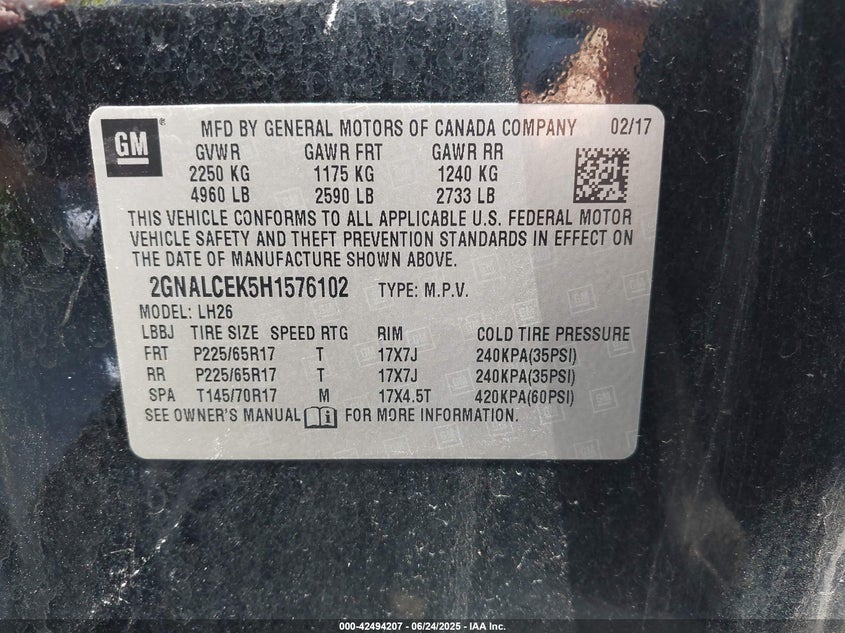 GM ® MFD BY GENERAL MOTORS OF CANADA COMPANY 02/17
GVWR GAWR FRT GAWR RR
2250 KG 1175 KG 1240 KG
4960 LB 2590 LB 2733 LB
THIS VEHICLE CONFORMS TO ALL APPLICABLE U.S. FEDERAL MOTOR
VEHICLE SAFETY AND THEFT PREVENTION STANDARDS IN EFFECT ON
THE DATE OF MANUFACTURE SHOWN ABOVE.
2GNALCEK5H1576102 TYPE: M.P.V.
MODEL: LH26
LBBJ TIRE SIZE SPEED RTG RIM COLD TIRE PRESSURE
FRT P225/65R17 T 17X7J 240KPA(35PSI)
RR P225/65R17 T 17X7J 240KPA(35PSI)
SPA T145/70R17 M 17X4.5T 420KPA(60PSI)
SEE OWNER'S MANUAL i FOR MORE INFORMATION.
000-42494207 - 06/24/2025 - IAA Inc.